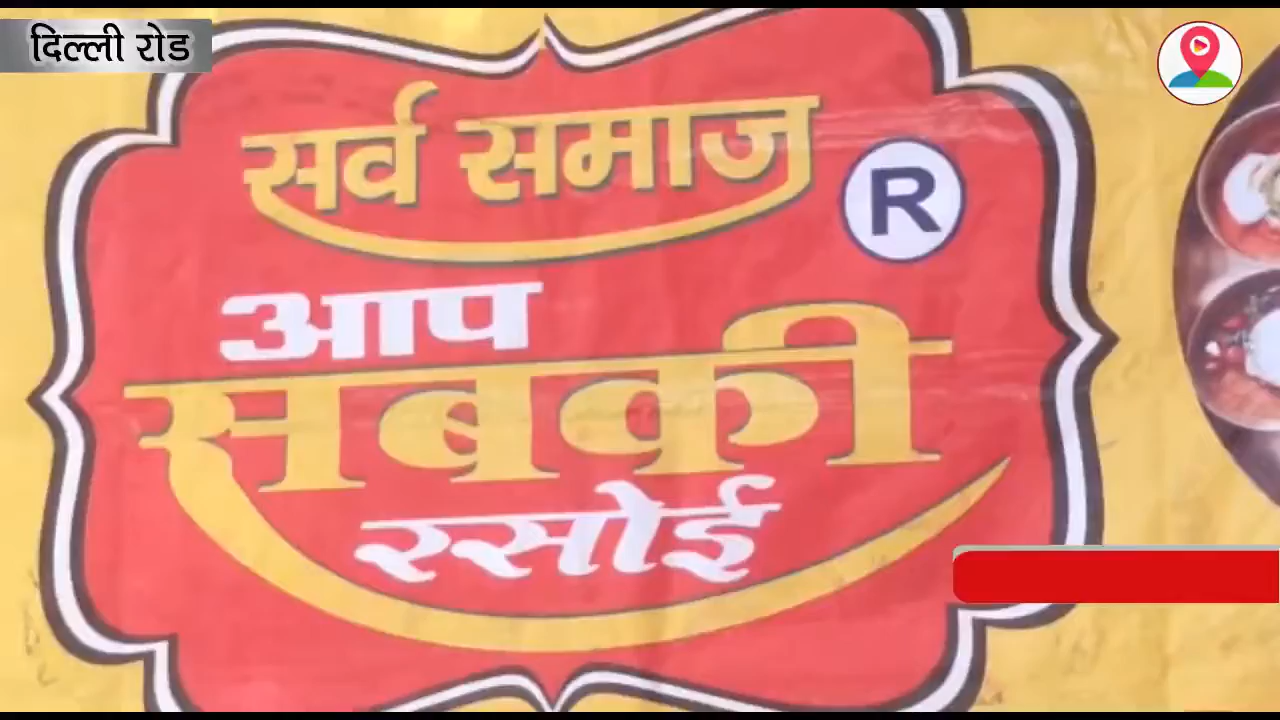 दिल्ली रोड
सर्व समाज
R
आप
सबकी
रसोई